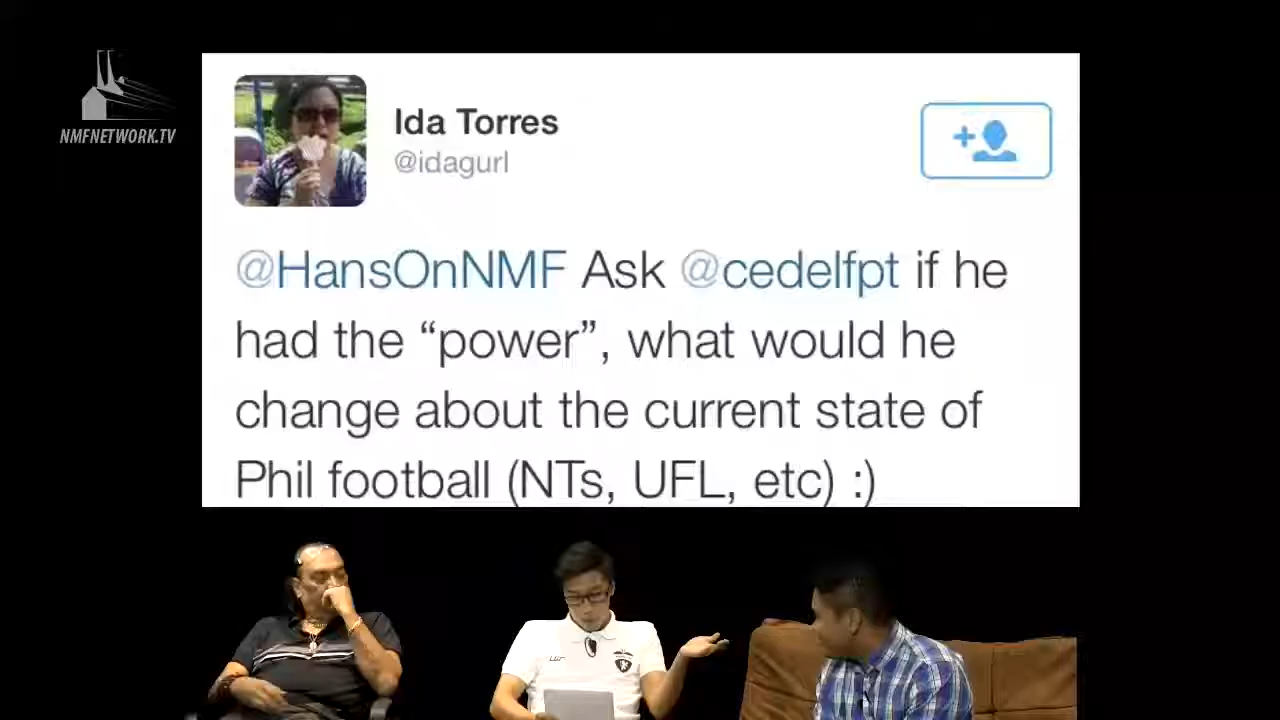 NMFNETWORK.TV
Ida Torres
@idagurl
@HansOnNMF Ask @cedelfpt if he
had the “power”, what would he
change about the current state of
Phil football (NTs, UFL, etc) :)